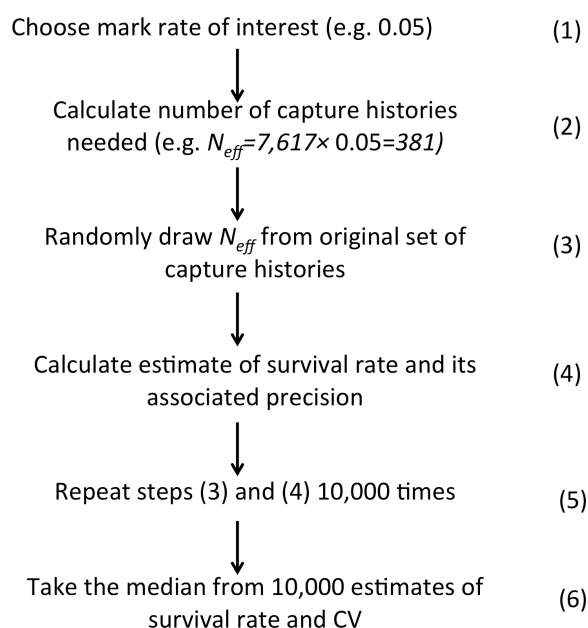 Choose mark rate of interest (e.g. 0.05) (1)
Calculate number of capture histories
needed (e.g. Neff=7,617× 0.05=381) (2)
Randomly draw Neff from original set of
capture histories (3)
Calculate estimate of survival rate and its
associated precision (4)
Repeat steps (3) and (4) 10,000 times (5)
Take the median from 10,000 estimates of
survival rate and CV (6)